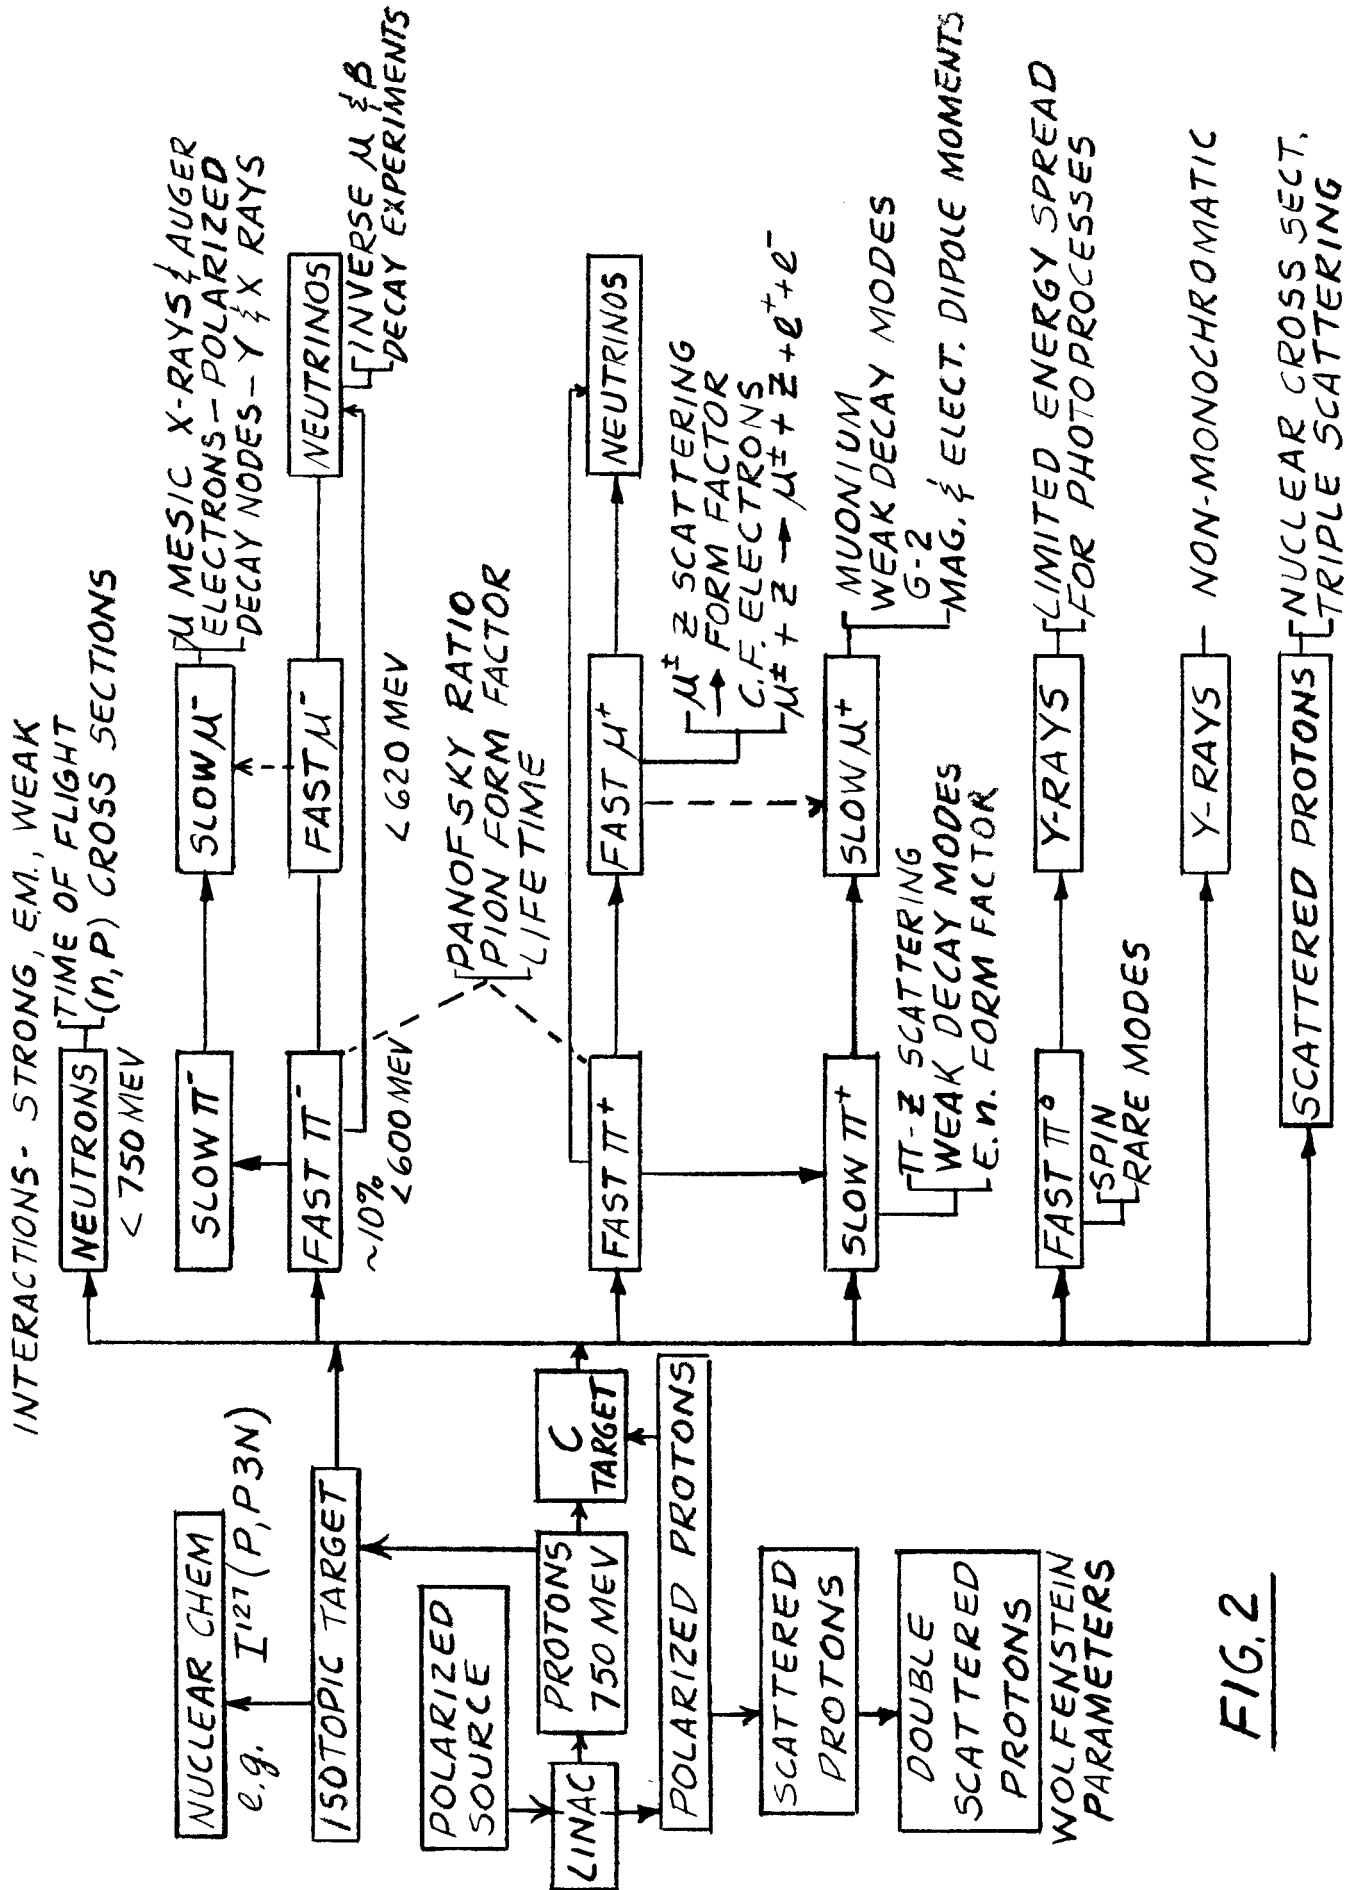 INTERACTIONS - STRONG, E.M., WEAK
NUCLEAR CHEM
e.g. I¹²⁷(P,P3N)
ISOTOPIC TARGET
POLARIZED
SOURCE
LINAC
PROTONS
750 MEV
C
TARGET
POLARIZED PROTONS
SCATTERED
PROTONS
DOUBLE
SCATTERED
PROTONS
WOLFENSTEIN
PARAMETERS
NEUTRONS
< 750 MEV
TIME OF FLIGHT
(n,P) CROSS SECTIONS
SLOW π⁻
SLOW μ⁻
μ MESIC X-RAYS & AUGER
ELECTRONS - POLARIZED
DECAY NODES - Y & X RAYS
FAST π⁻
~10%
<600 MEV
FAST μ⁻
<620 MEV
NEUTRINOS
INVERSE μ & β
DECAY EXPERIMENTS
PANOFSKY RATIO
PION FORM FACTOR
LIFE TIME
FAST π⁺
FAST μ⁺
NEUTRINOS
μ± Z SCATTERING
→ FORM FACTOR
C.F. ELECTRONS
μ± + Z → μ± + Z + e⁺ + e⁻
SLOW π⁺
π-Z SCATTERING
WEAK DECAY MODES
E.n. FORM FACTOR
SLOW μ⁺
MUONIUM
WEAK DECAY MODES
G-2
MAG. & ELECT. DIPOLE MOMENTS
FAST π⁰
SPIN
RARE MODES
Y-RAYS
LIMITED ENERGY SPREAD
FOR PHOTOPROCESSES
Y-RAYS
NON-MONOCHROMATIC
SCATTERED PROTONS
NUCLEAR CROSS SECT.
TRIPLE SCATTERING
FIG. 2